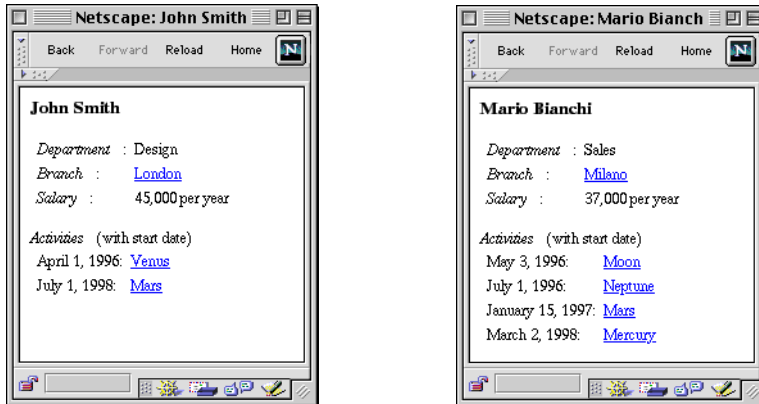 Netscape: John Smith
Back Forward Reload Home N
John Smith
Department : Design
Branch : London
Salary : 45,000 per year
Activities (with start date)
April 1, 1996: Venus
July 1, 1998: Mars
Netscape: Mario Bianch
Back Forward Reload Home N
Mario Bianchi
Department : Sales
Branch : Milano
Salary : 37,000 per year
Activities (with start date)
May 3, 1996: Moon
July 1, 1996: Neptune
January 15, 1997: Mars
March 2, 1998: Mercury